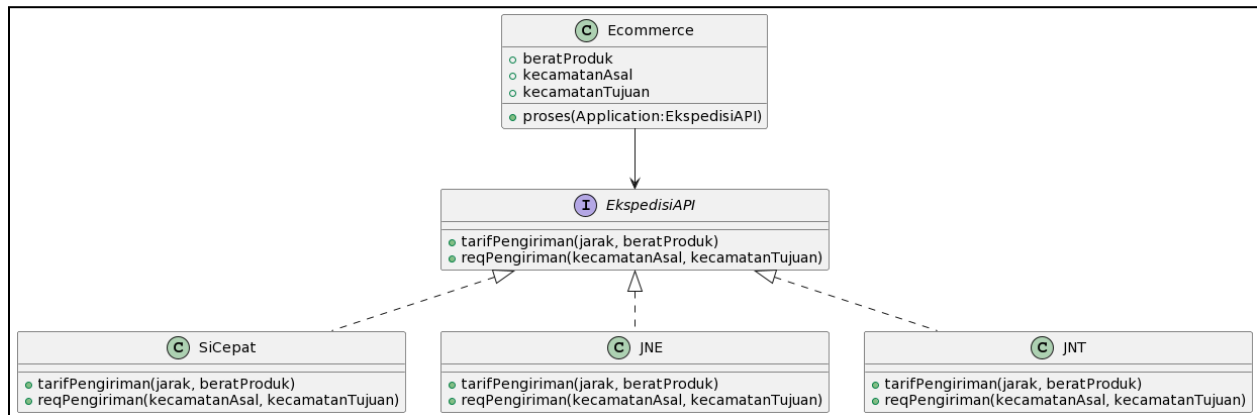 C Ecommerce
beratProduk
kecamatanAsal
kecamatanTujuan
proses(Application:EkspedisiAPI)
I EkspedisiAPI
tarifPengiriman(jarak, beratProduk)
reqPengiriman(kecamatanAsal, kecamatanTujuan)
C SiCepat
tarifPengiriman(jarak, beratProduk)
reqPengiriman(kecamatanAsal, kecamatanTujuan)
C JNE
tarifPengiriman(jarak, beratProduk)
reqPengiriman(kecamatanAsal, kecamatanTujuan)
C JNT
tarifPengiriman(jarak, beratProduk)
reqPengiriman(kecamatanAsal, kecamatanTujuan)